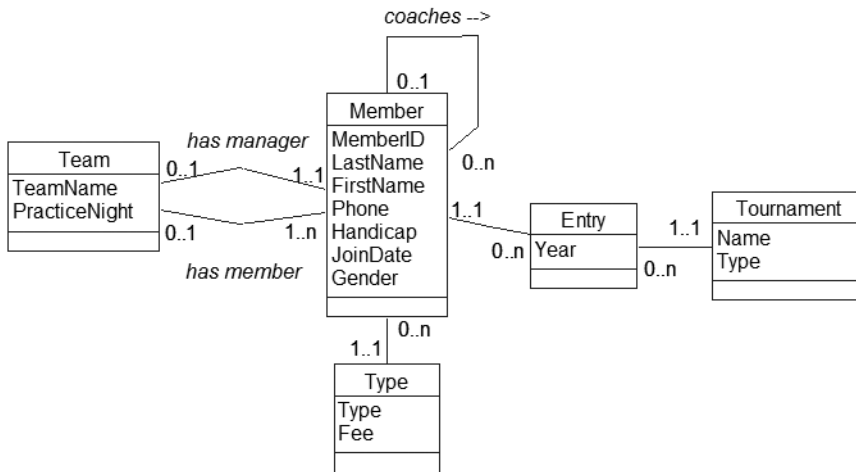 coaches -->
0..1
Member
MemberID
LastName
FirstName
Phone
Handicap
JoinDate
Gender
0..n
has manager
Team
TeamName
PracticeNight
0..1
1..1
0..1
1..n
has member
1..1
0..n
Entry
Year
1..1
0..n
Tournament
Name
Type
0..n
1..1
Type
Type
Fee